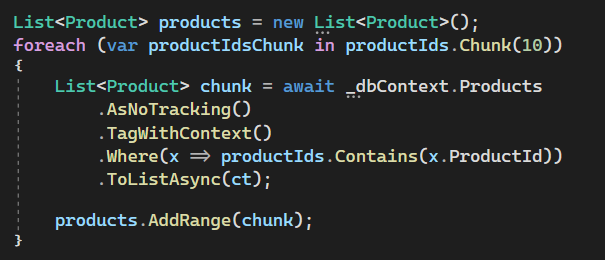 List<Product> products = new List<Product>();
foreach (var productIdsChunk in productIds.Chunk(10))
{
    List<Product> chunk = await _dbContext.Products
        .AsNoTracking()
        .TagWithContext()
        .Where(x => productIds.Contains(x.ProductId))
        .ToListAsync(ct);

    products.AddRange(chunk);
}